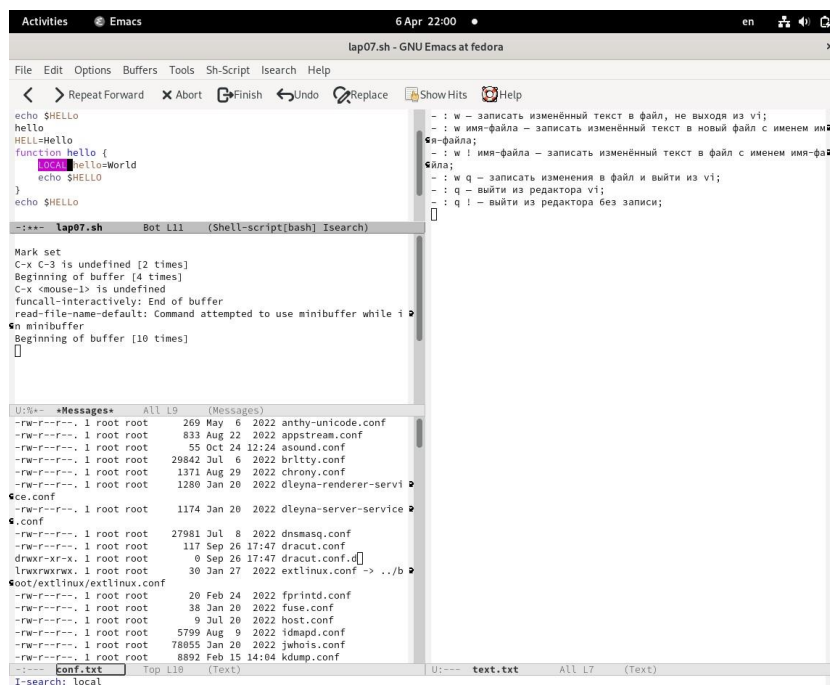 Activities Emacs 6 Apr 22:00 en
lap07.sh - GNU Emacs at fedora
File Edit Options Buffers Tools Sh-Script Isearch Help
Repeat Forward Abort Finish Undo Replace Show Hits Help
echo $HELLo
hello
HELL=Hello
function hello {
LOCAL hello=World
echo $HELLO
}
echo $HELLo
-:**- lap07.sh Bot L11 (Shell-script[bash] Isearch)
Mark set
C-x C-3 is undefined [2 times]
Beginning of buffer [4 times]
C-x <mouse-1> is undefined
funcall-interactively: End of buffer
read-file-name-default: Command attempted to use minibuffer while i
n minibuffer
Beginning of buffer [10 times]
U:%*- *Messages* All L9 (Messages)
-rw-r--r--. 1 root root 269 May 6 2022 anthy-unicode.conf
-rw-r--r--. 1 root root 833 Aug 22 2022 appstream.conf
-rw-r--r--. 1 root root 55 Oct 24 12:24 asound.conf
-rw-r--r--. 1 root root 29842 Jul 6 2022 brltty.conf
-rw-r--r--. 1 root root 1371 Aug 29 2022 chrony.conf
-rw-r--r--. 1 root root 1280 Jan 20 2022 dleyna-renderer-servi
ce.conf
-rw-r--r--. 1 root root 1174 Jan 20 2022 dleyna-server-service
.conf
-rw-r--r--. 1 root root 27981 Jul 8 2022 dnsmasq.conf
-rw-r--r--. 1 root root 117 Sep 26 17:47 dracut.conf
drwxr-xr-x. 1 root root 0 Sep 26 17:47 dracut.conf.d
lrwxrwxrwx. 1 root root 30 Jan 27 2022 extlinux.conf -> ../b
oot/extlinux/extlinux.conf
-rw-r--r--. 1 root root 20 Feb 24 2022 fprintd.conf
-rw-r--r--. 1 root root 38 Jan 20 2022 fuse.conf
-rw-r--r--. 1 root root 9 Jul 20 2022 host.conf
-rw-r--r--. 1 root root 5799 Aug 9 2022 idmapd.conf
-rw-r--r--. 1 root root 78055 Jan 20 2022 jwhois.conf
-rw-r--r--. 1 root root 8892 Feb 15 14:04 kdump.conf
-:--- conf.txt Top L10 (Text)
– : w — записать изменённый текст в файл, не выходя из vi;
– : w имя-файла — записать изменённый текст в новый файл с именем им
я-файла;
– : w ! имя-файла — записать изменённый текст в файл с именем имя-фа
йла;
– : w q — записать изменения в файл и выйти из vi;
– : q — выйти из редактора vi;
– : q ! — выйти из редактора без записи;
U:--- text.txt All L7 (Text)
I-search: local